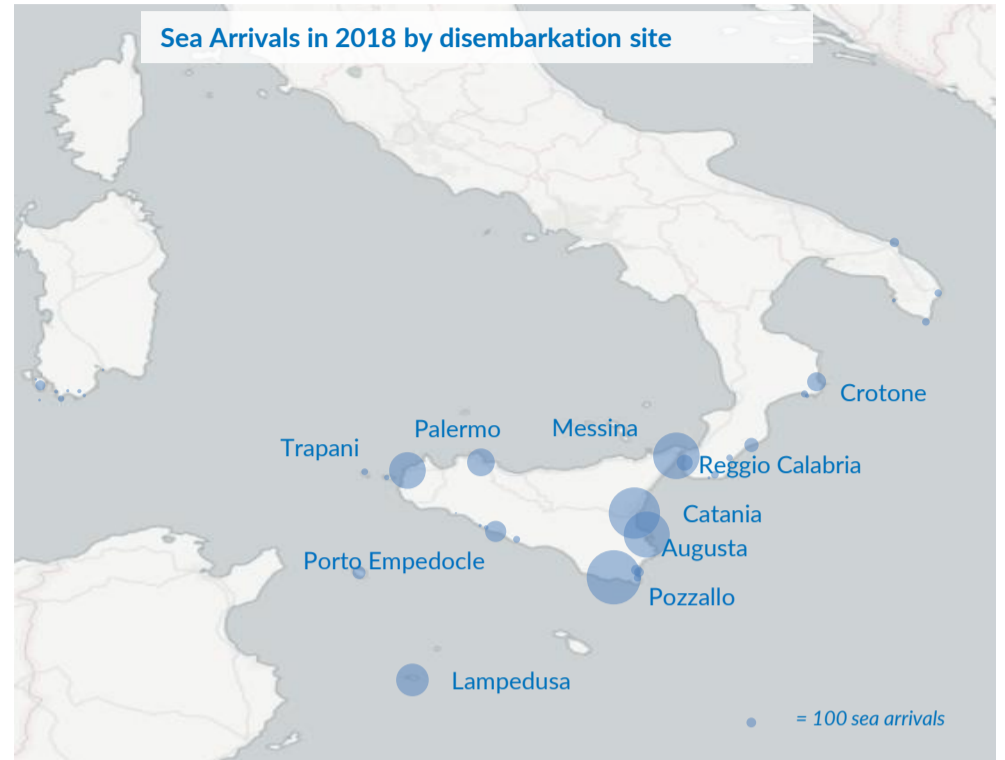 Sea Arrivals in 2018 by disembarkation site
Crotone
Messina
Palermo
Trapani
Reggio Calabria
Catania
Augusta
Porto Empedocle
Pozzallo
Lampedusa
= 100 sea arrivals